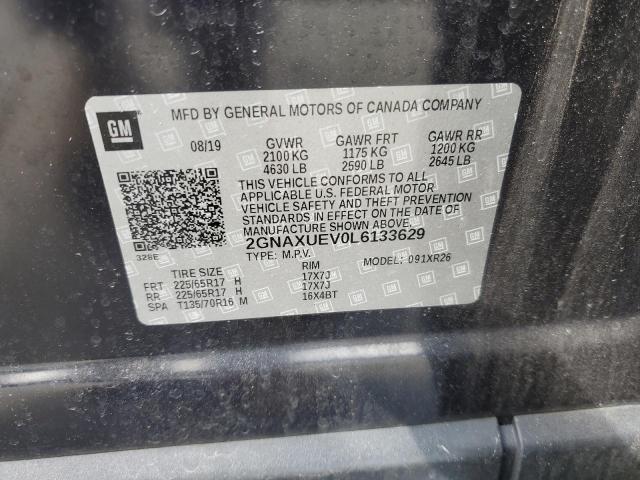 GM
MFD BY GENERAL MOTORS OF CANADA COMPANY
08/19 GVWR GAWR FRT GAWR RR
2100 KG 1175 KG 1200 KG
4630 LB 2590 LB 2645 LB
THIS VEHICLE CONFORMS TO ALL
APPLICABLE U.S. FEDERAL MOTOR
VEHICLE SAFETY AND THEFT PREVENTION
STANDARDS IN EFFECT ON THE DATE OF
MANUFACTURE SHOWN ABOVE.
2GNAXUEV0L6133629
328E TYPE: M.P.V. MODEL: 091XR26
TIRE SIZE RIM
FRT 225/65R17 H 17X7J
RR 225/65R17 H 17X7J
SPA T135/70R16 M 16X4BT